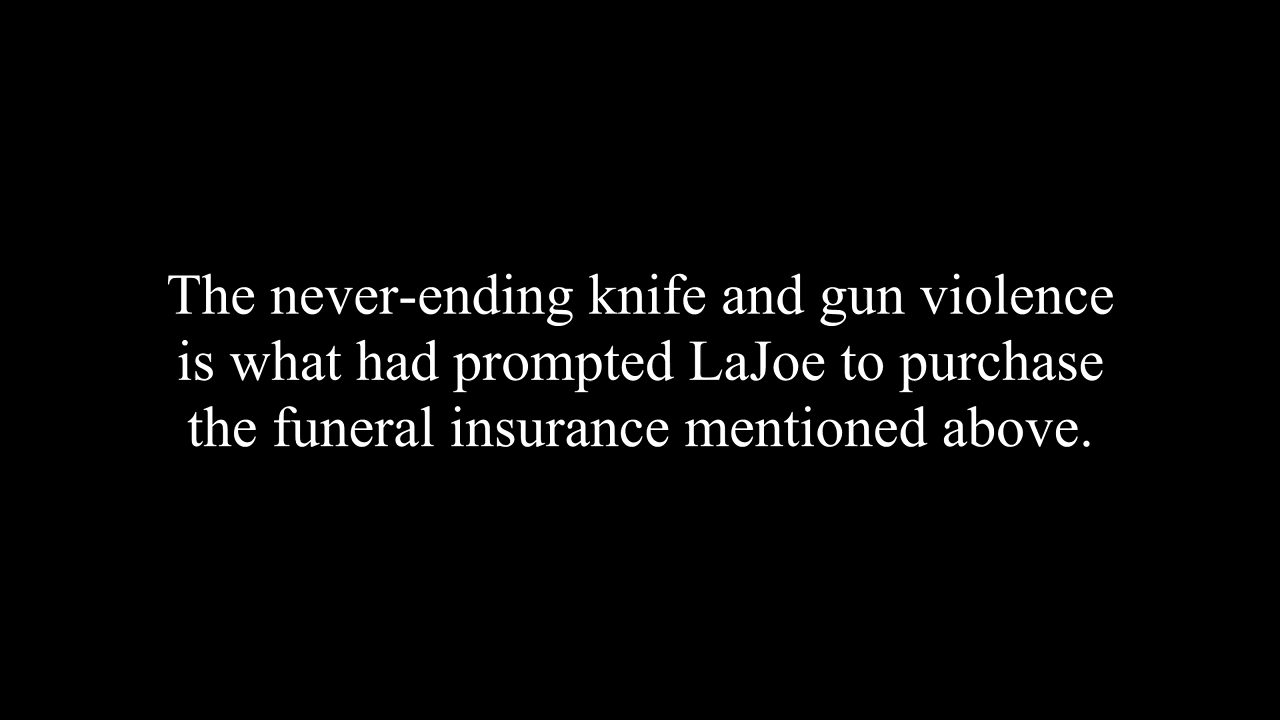 The never-ending knife and gun violence
is what had prompted LaJoe to purchase
the funeral insurance mentioned above.